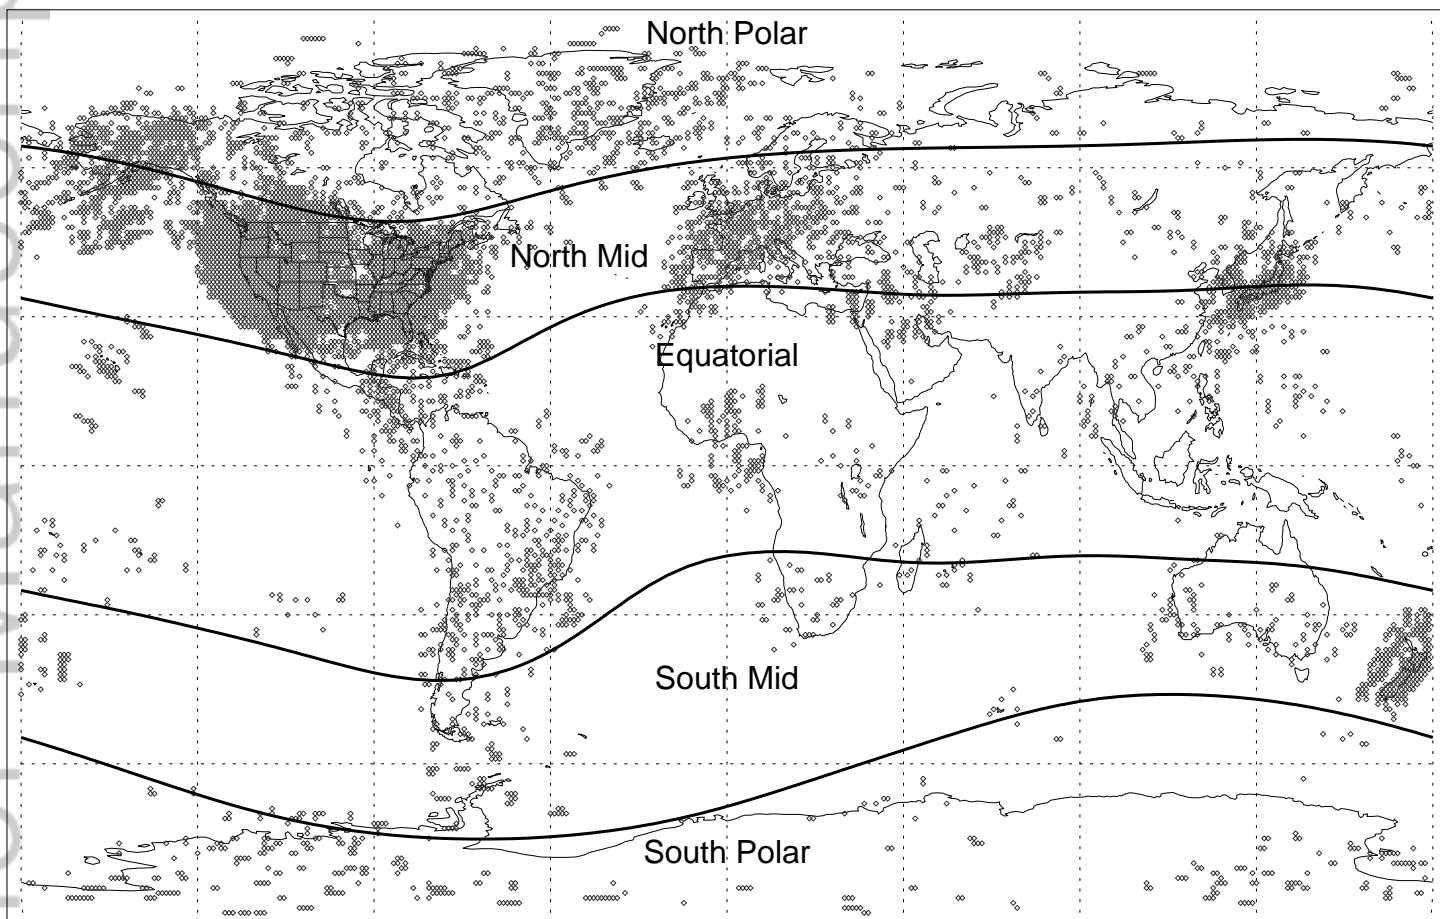 North Polar
North Mid
Equatorial
South Mid
South Polar